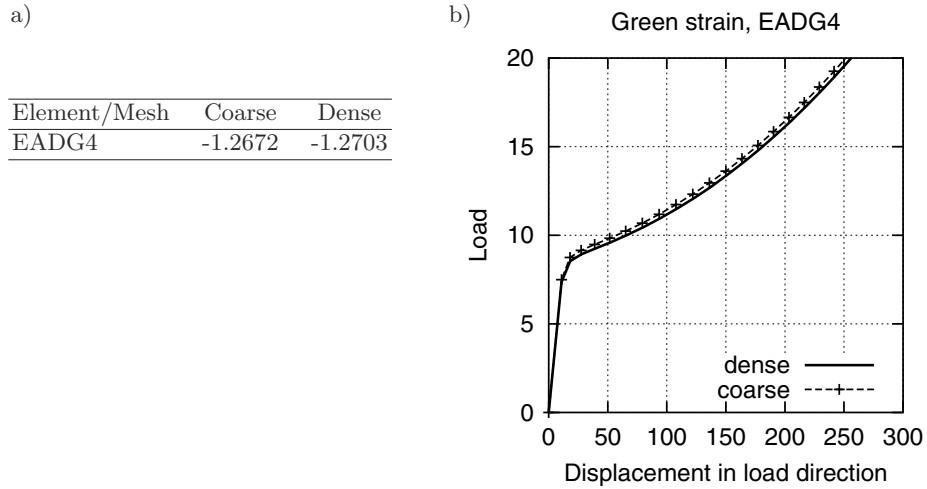 a)
Element/Mesh Coarse Dense
EADG4 -1.2672 -1.2703
b)
Green strain, EADG4
20
15
10
5
0
Load
dense
coarse
0 50 100 150 200 250 300
Displacement in load direction